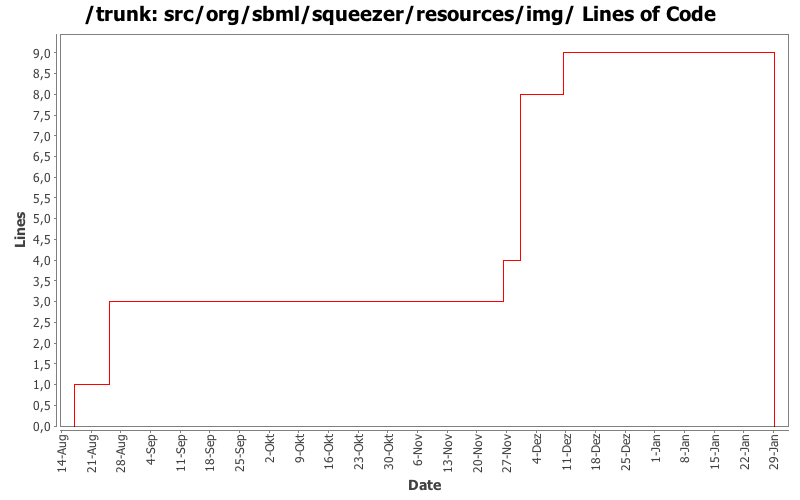 /trunk: src/org/sbml/squeezer/resources/img/ Lines of Code
9,0
8,5
8,0
7,5
7,0
6,5
6,0
5,5
5,0
4,5
4,0
3,5
3,0
2,5
2,0
1,5
1,0
0,5
0,0
Lines
14-Aug
21-Aug
28-Aug
4-Sep
11-Sep
18-Sep
25-Sep
2-Okt
9-Okt
16-Okt
23-Okt
30-Okt
6-Nov
13-Nov
20-Nov
27-Nov
4-Dez
11-Dez
18-Dez
25-Dez
1-Jan
8-Jan
15-Jan
22-Jan
29-Jan
Date